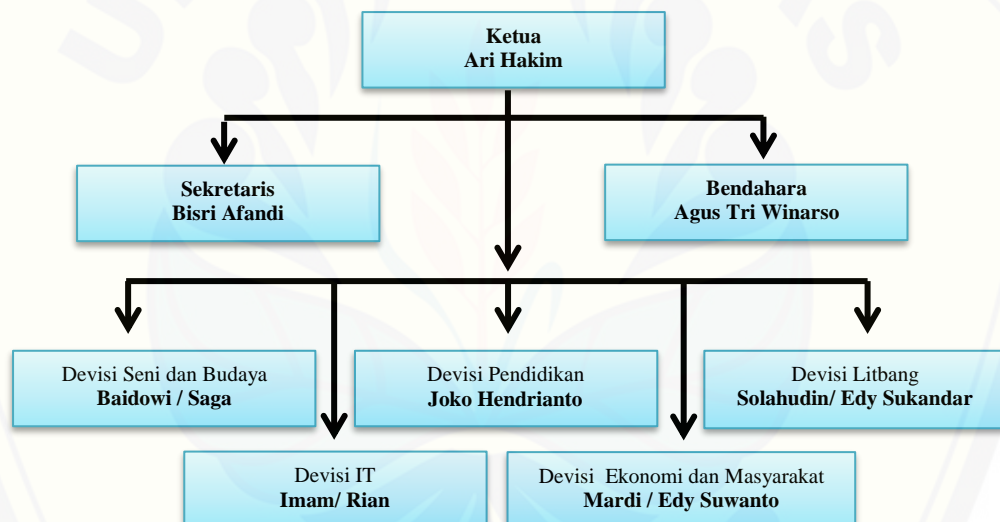 Ketua
Ari Hakim
Sekretaris
Bisri Afandi
Bendahara
Agus Tri Winarso
Devisi Seni dan Budaya
Baidowi / Saga
Devisi Pendidikan
Joko Hendrianto
Devisi Litbang
Solahudin/ Edy Sukandar
Devisi IT
Imam/ Rian
Devisi  Ekonomi dan Masyarakat
Mardi / Edy Suwanto